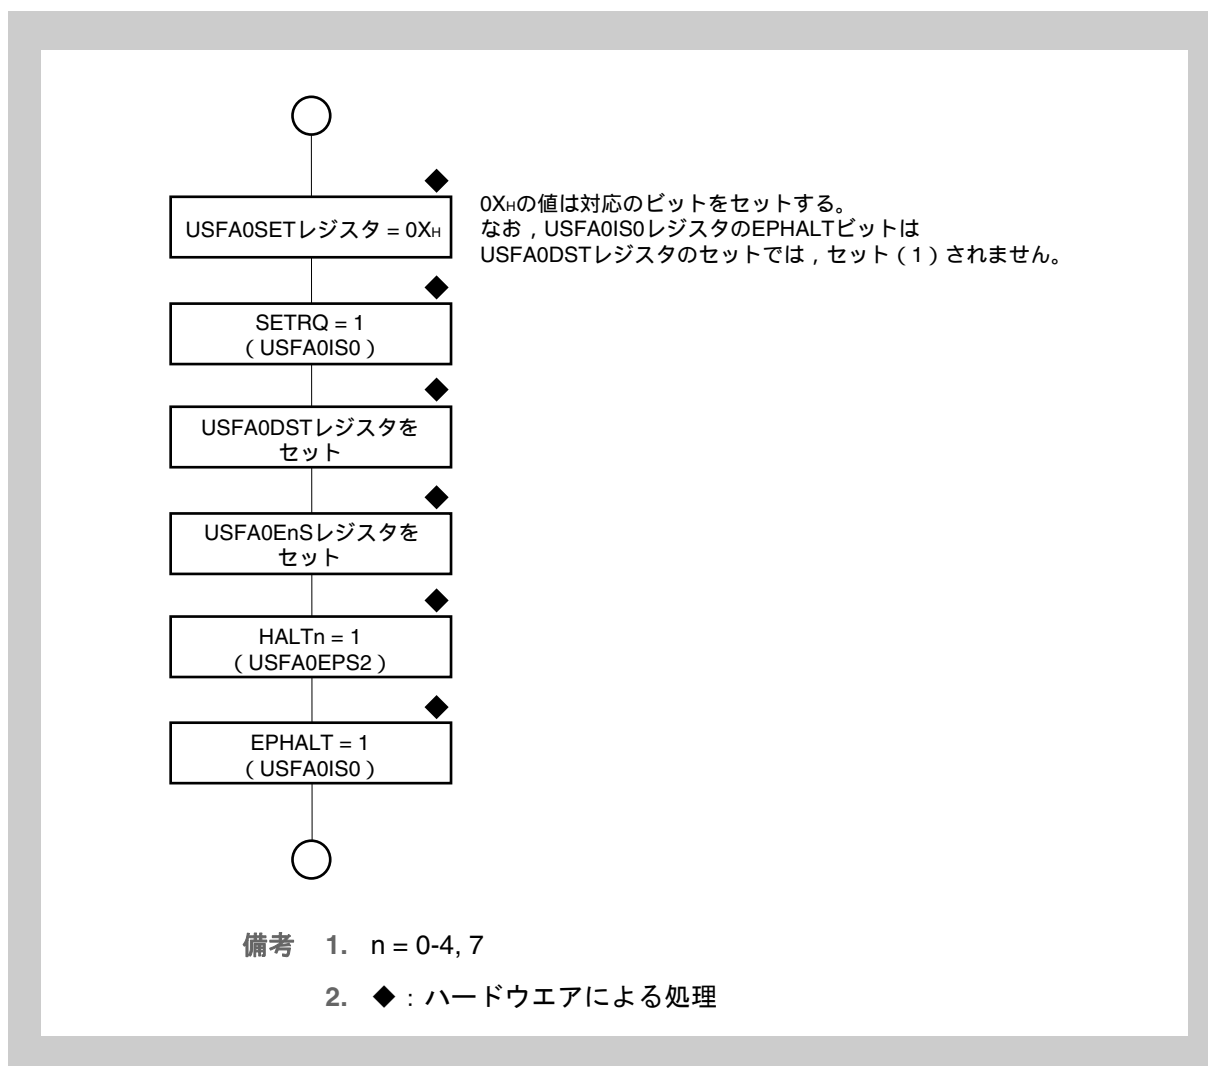 USFA0SETレジスタ = 0XH
0XHの値は対応のビットをセットする。
なお，USFA0IS0レジスタのEPHALTビットは
USFA0DSTレジスタのセットでは，セット（1）されません。
SETRQ = 1
（USFA0IS0）
USFA0DSTレジスタを
セット
USFA0EnSレジスタを
セット
HALTn = 1
（USFA0EPS2）
EPHALT = 1
（USFA0IS0）
備考 1. n = 0-4, 7
2. ◆：ハードウエアによる処理